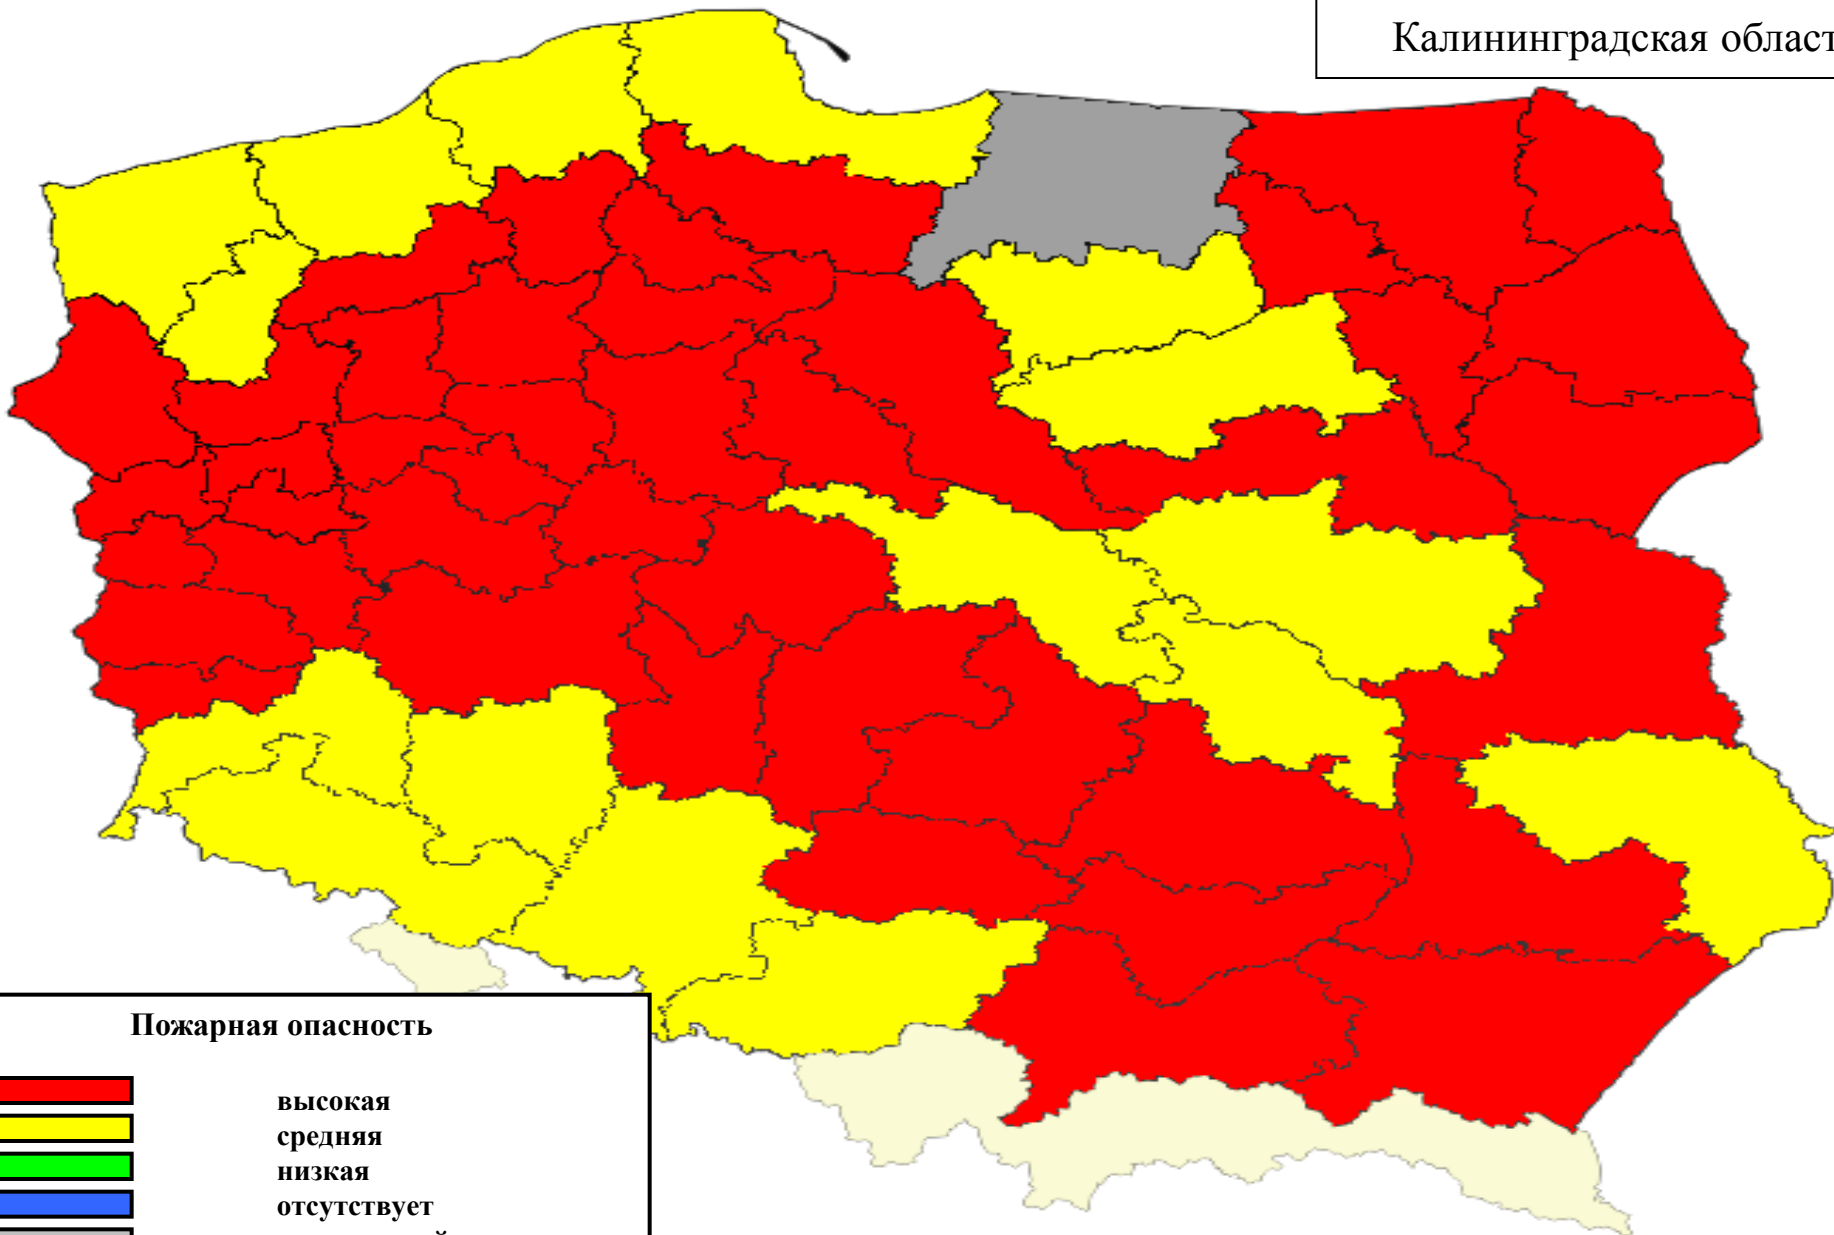 Калининградская област
Пожарная опасность
высокая
средняя
низкая
отсутствует